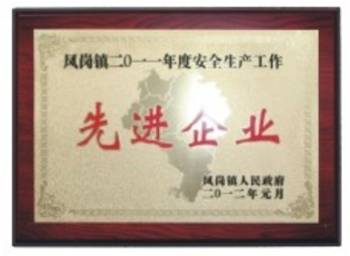 凤岗镇二〇一一年度安全生产工作
先进企业
凤岗镇人民政府
二〇一二年元月